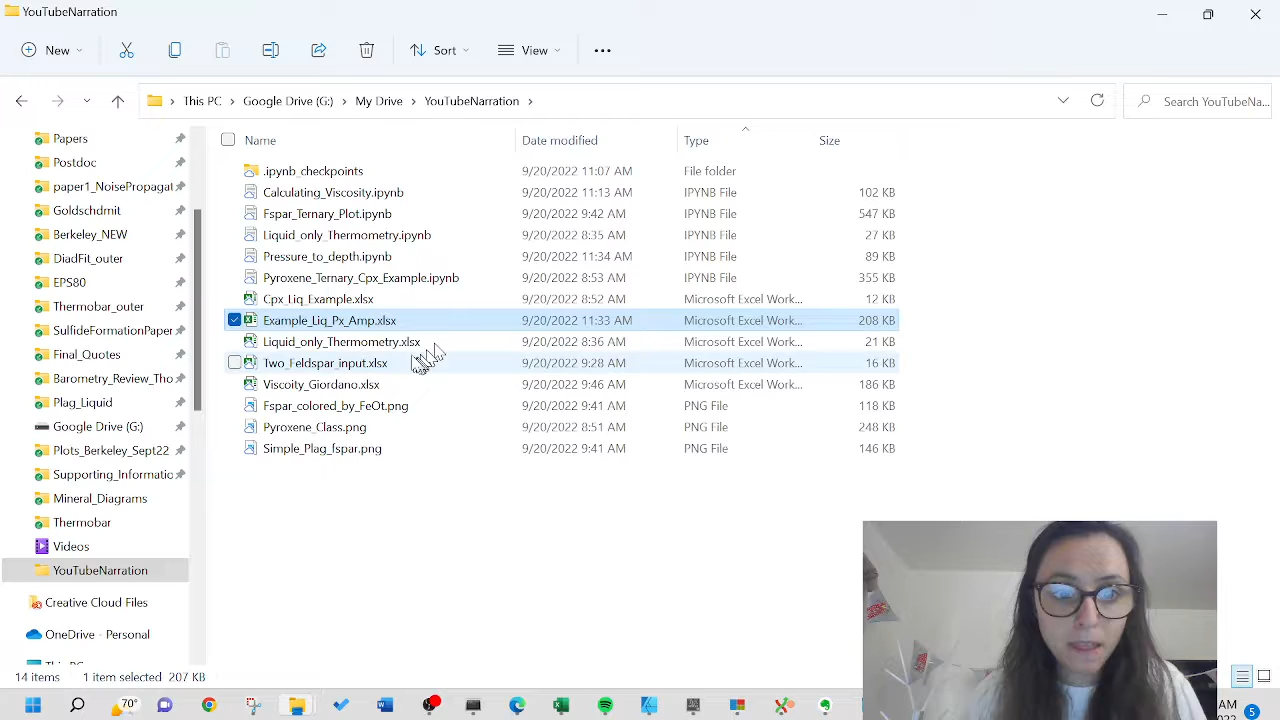 YouTubeNarration
New
Sort
View
This PC
Google Drive (G:)
My Drive
YouTubeNarration
Search YouTubeNa...
Name
Date modified
Type
Size
Papers
Postdoc
paper1_NoisePropagat
Goldschdmit
Berkeley_NEW
DiadFit_outer
EPS80
Thermobar_outer
SulfideFormationPaper
Final_Quotes
Barometry_Review_Tho
Plag_Liquid
Google Drive (G:)
Plots_Berkeley_Sept22
Supporting_Informatio
Mineral_Diagrams
Thermobar
Videos
YouTubeNarration
Creative Cloud Files
OneDrive - Personal
.ipynb_checkpoints 9/20/2022 11:07 AM File folder
Calculating_Viscosity.ipynb 9/20/2022 11:13 AM IPYNB File 102 KB
Fspar_Ternary_Plot.ipynb 9/20/2022 9:42 AM IPYNB File 547 KB
Liquid_only_Thermometry.ipynb 9/20/2022 8:35 AM IPYNB File 27 KB
Pressure_to_depth.ipynb 9/20/2022 11:34 AM IPYNB File 89 KB
Pyroxene_Ternary_Cpx_Example.ipynb 9/20/2022 8:53 AM IPYNB File 355 KB
Cpx_Liq_Example.xlsx 9/20/2022 8:52 AM Microsoft Excel Work... 12 KB
Example_Liq_Px_Amp.xlsx 9/20/2022 11:33 AM Microsoft Excel Work... 208 KB
Liquid_only_Thermometry.xlsx 9/20/2022 8:36 AM Microsoft Excel Work... 21 KB
Two_Feldspar_input.xlsx 9/20/2022 9:28 AM Microsoft Excel Work... 16 KB
Viscoity_Giordano.xlsx 9/20/2022 9:46 AM Microsoft Excel Work... 186 KB
Fspar_colored_by_FeOt.png 9/20/2022 9:41 AM PNG File 118 KB
Pyroxene_Class.png 9/20/2022 8:51 AM PNG File 248 KB
Simple_Plag_fspar.png 9/20/2022 9:41 AM PNG File 146 KB
14 items 1 item selected 207 KB
70°
AM
5